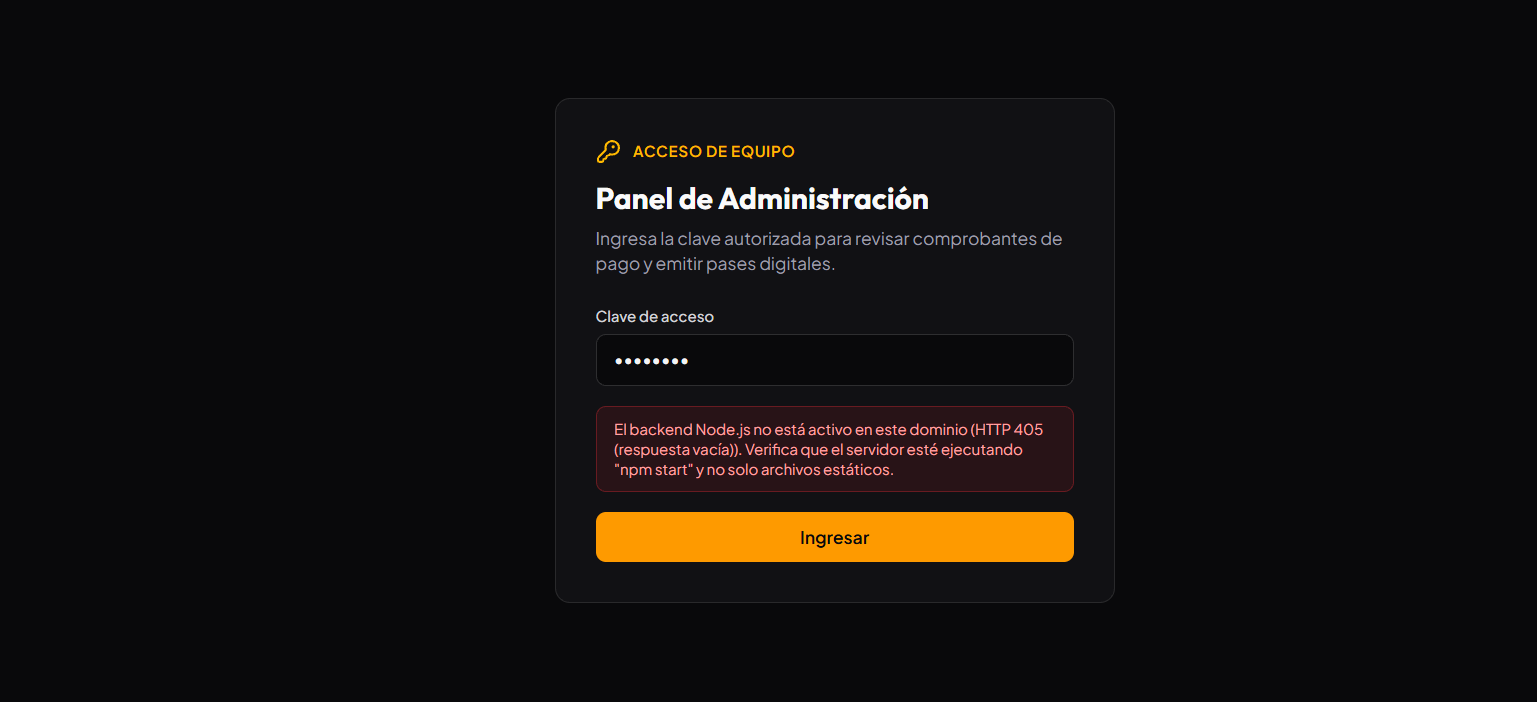 ACCESO DE EQUIPO
Panel de Administración
Ingresa la clave autorizada para revisar comprobantes de
pago y emitir pases digitales.
Clave de acceso
••••••••
El backend Node.js no está activo en este dominio (HTTP 405
(respuesta vacía)). Verifica que el servidor esté ejecutando
"npm start" y no solo archivos estáticos.
Ingresar